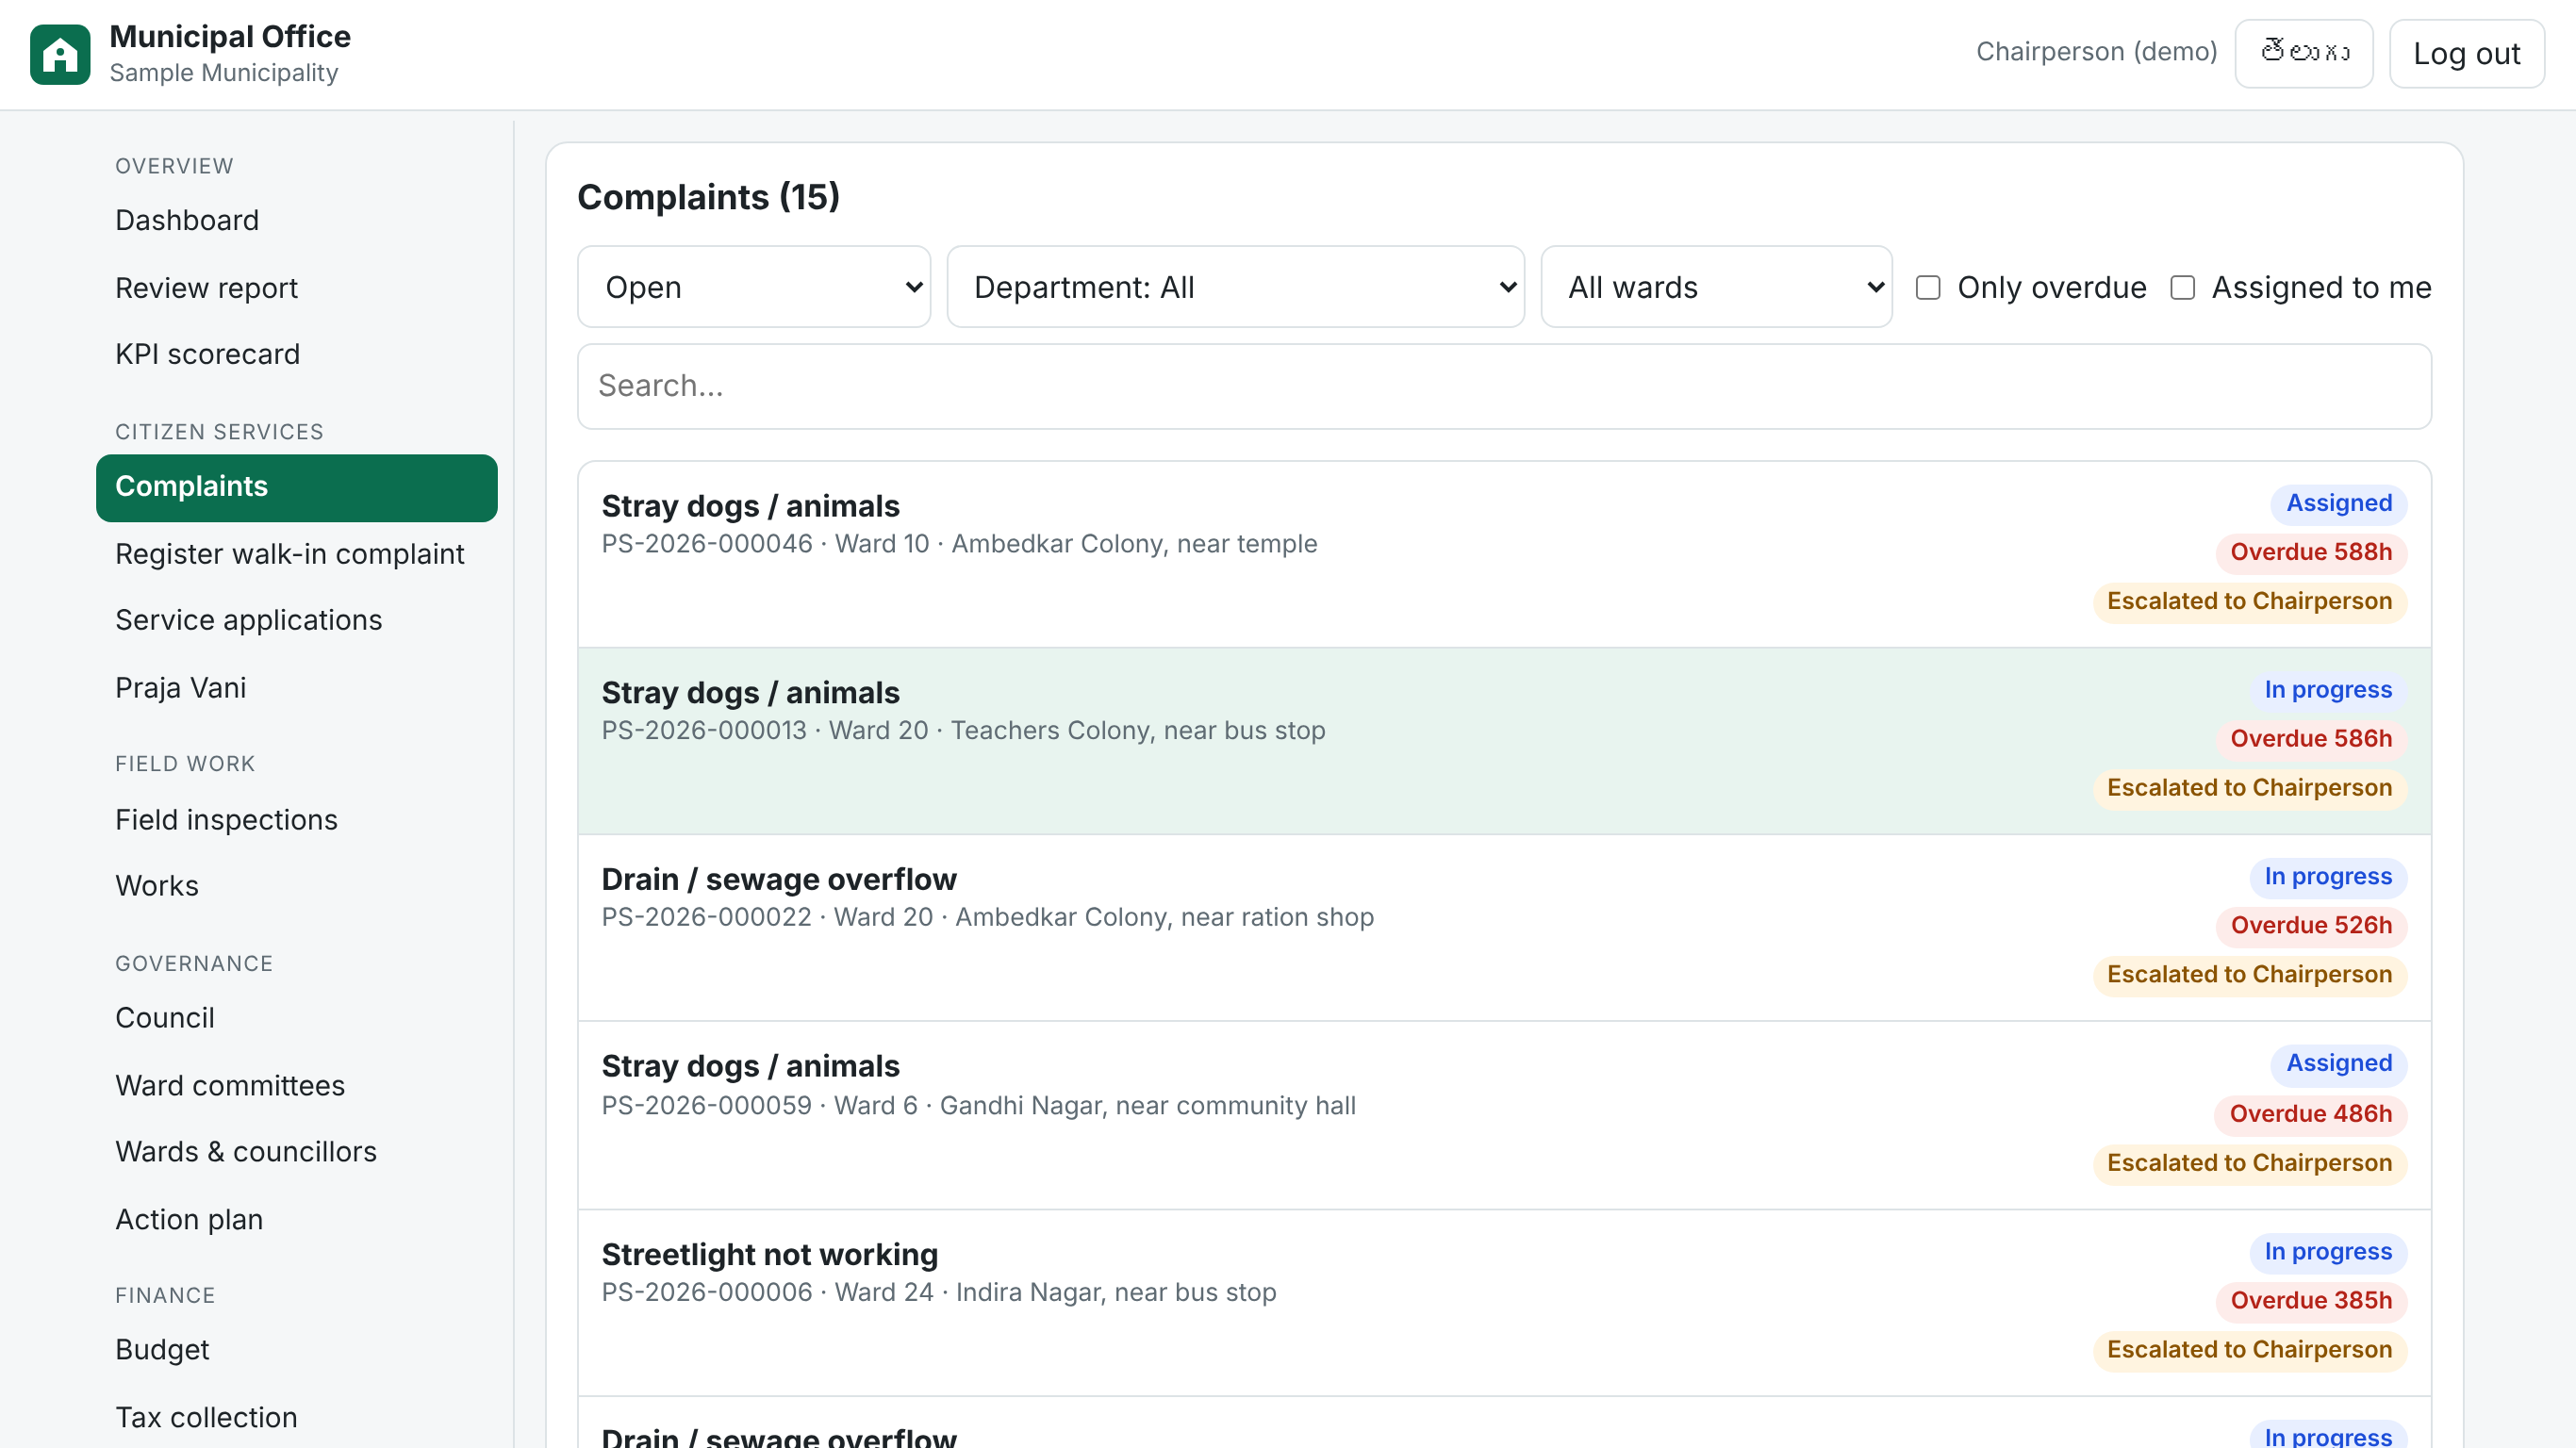 Municipal Office
Sample Municipality
Chairperson (demo)
తెలుగు
Log out
OVERVIEW
Dashboard
Review report
KPI scorecard
CITIZEN SERVICES
Complaints
Register walk-in complaint
Service applications
Praja Vani
FIELD WORK
Field inspections
Works
GOVERNANCE
Council
Ward committees
Wards & councillors
Action plan
FINANCE
Budget
Tax collection
Complaints (15)
Open
Department: All
All wards
Only overdue
Assigned to me
Search...
Stray dogs / animals
PS-2026-000046 · Ward 10 · Ambedkar Colony, near temple
Assigned
Overdue 588h
Escalated to Chairperson
Stray dogs / animals
PS-2026-000013 · Ward 20 · Teachers Colony, near bus stop
In progress
Overdue 586h
Escalated to Chairperson
Drain / sewage overflow
PS-2026-000022 · Ward 20 · Ambedkar Colony, near ration shop
In progress
Overdue 526h
Escalated to Chairperson
Stray dogs / animals
PS-2026-000059 · Ward 6 · Gandhi Nagar, near community hall
Assigned
Overdue 486h
Escalated to Chairperson
Streetlight not working
PS-2026-000006 · Ward 24 · Indira Nagar, near bus stop
In progress
Overdue 385h
Escalated to Chairperson
Drain / sewage overflow
In progress